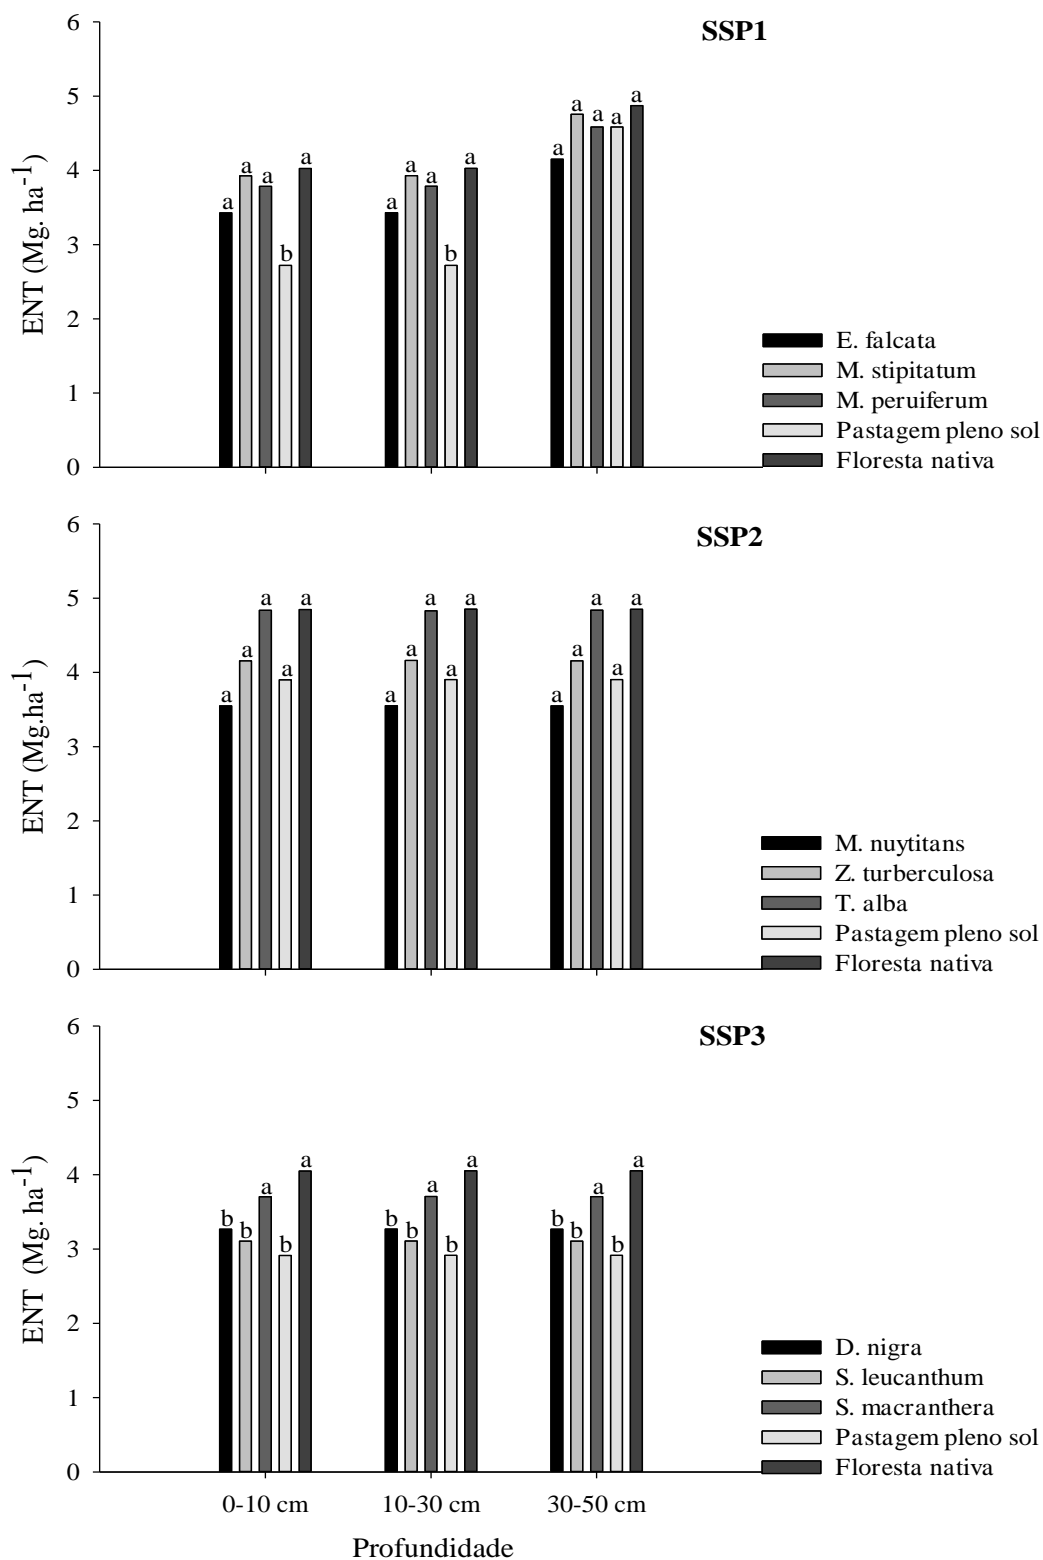 SSP1
6
5
4
3
2
1
0
ENT (Mg. ha-1)
a a a b a
a a a b a
a a a a a
E. falcata
M. stipitatum
M. peruiferum
Pastagem pleno sol
Floresta nativa
SSP2
6
5
4
3
2
1
0
ENT (Mg.ha-1)
a a a a a
a a a a a
a a a a a
M. nuytitans
Z. turberculosa
T. alba
Pastagem pleno sol
Floresta nativa
SSP3
6
5
4
3
2
1
0
ENT (Mg. ha-1)
b b a b a
b b a b a
b b a b a
D. nigra
S. leucanthum
S. macranthera
Pastagem pleno sol
Floresta nativa
0-10 cm 10-30 cm 30-50 cm
Profundidade